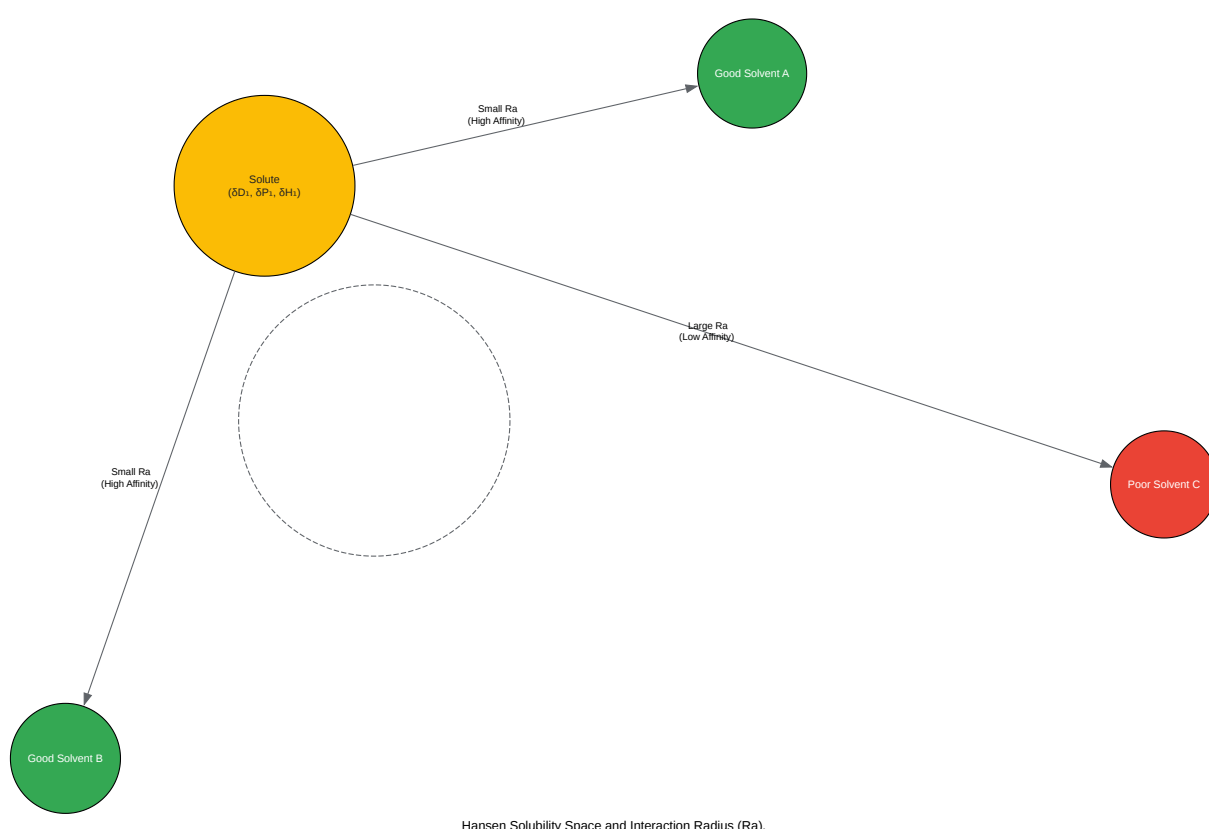 Good Solvent A
Small Ra
(High Affinity)
Solute
(δD₁, δP₁, δH₁)
Large Ra
(Low Affinity)
Small Ra
(High Affinity)
Poor Solvent C
Good Solvent B
Hansen Solubility Space and Interaction Radius (Ra).